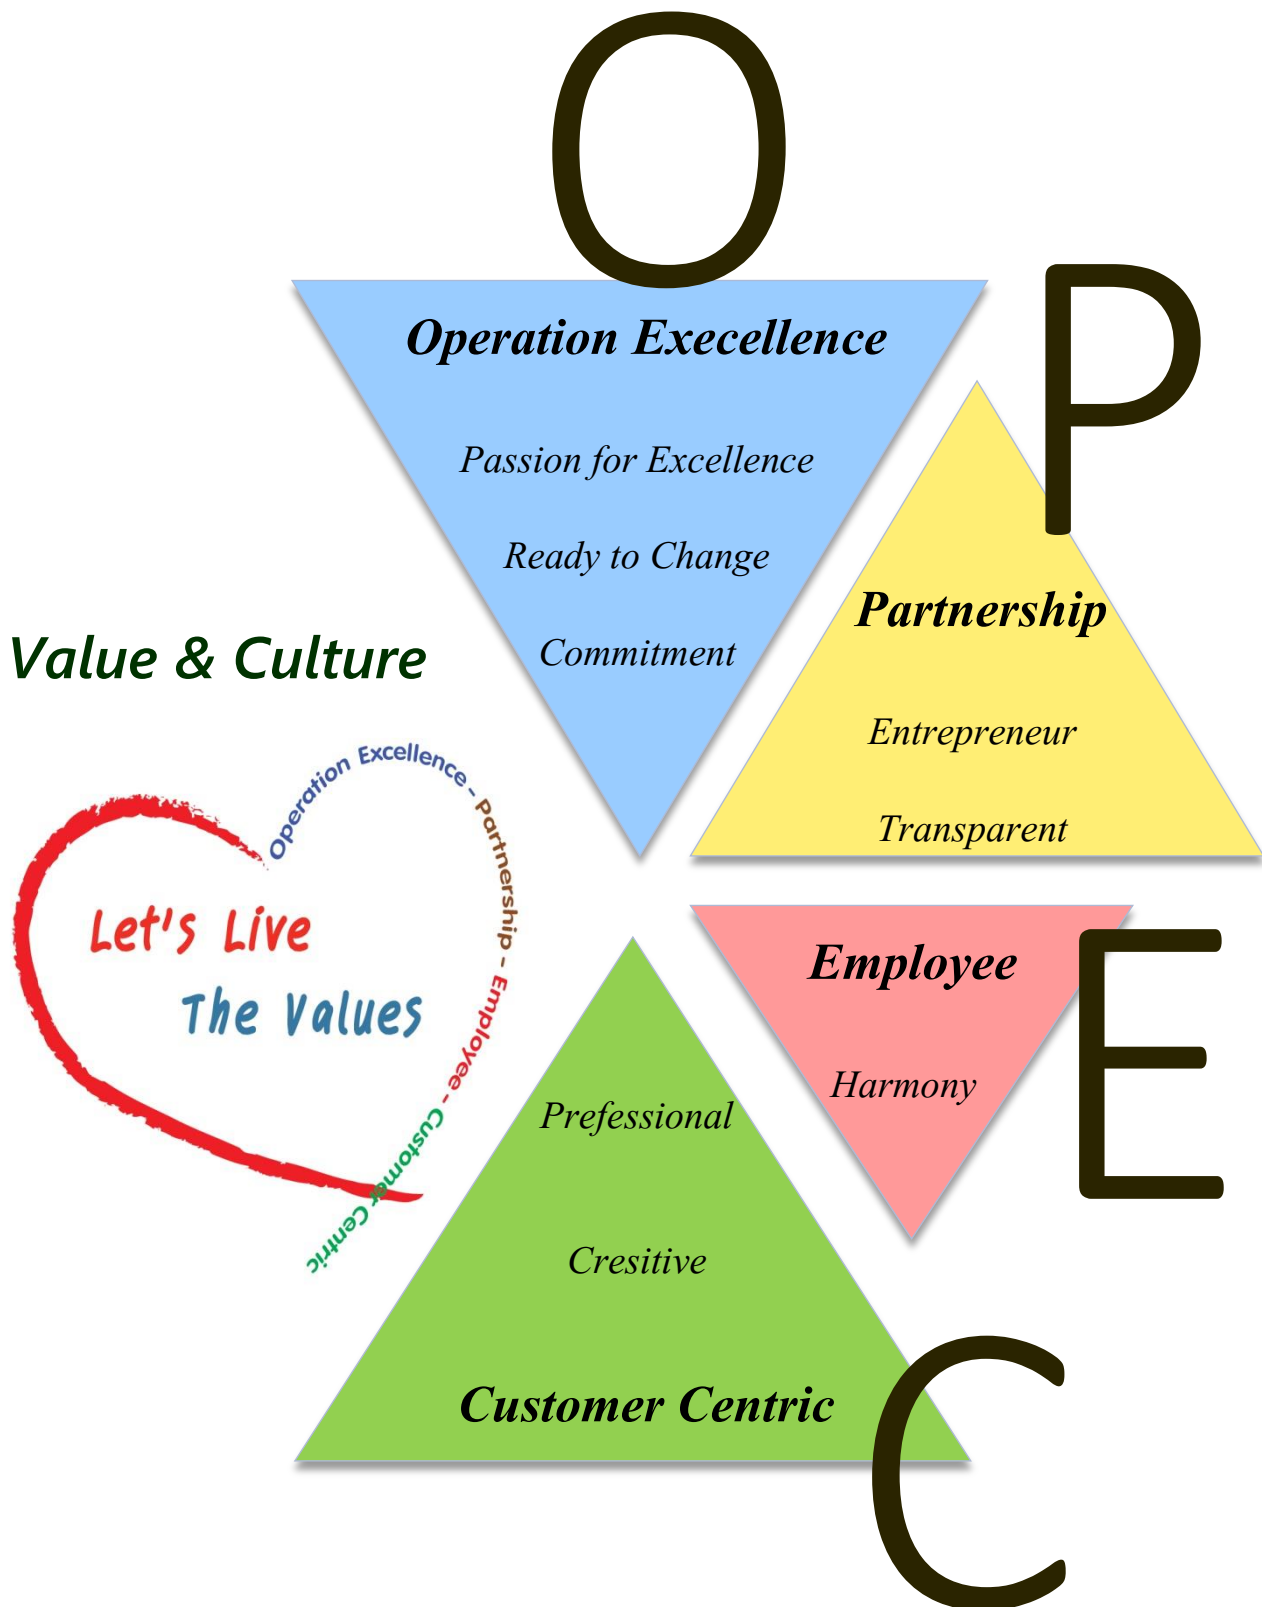 O
P
Operation Execellence
Passion for Excellence
Ready to Change
Commitment
Partnership
Entrepreneur
Transparent
Value & Culture
Operation Excellence - Partnership - Employee - Customer Centric
Let's Live
The Values
Employee
Harmony
E
Prefessional
Cresitive
Customer Centric
C